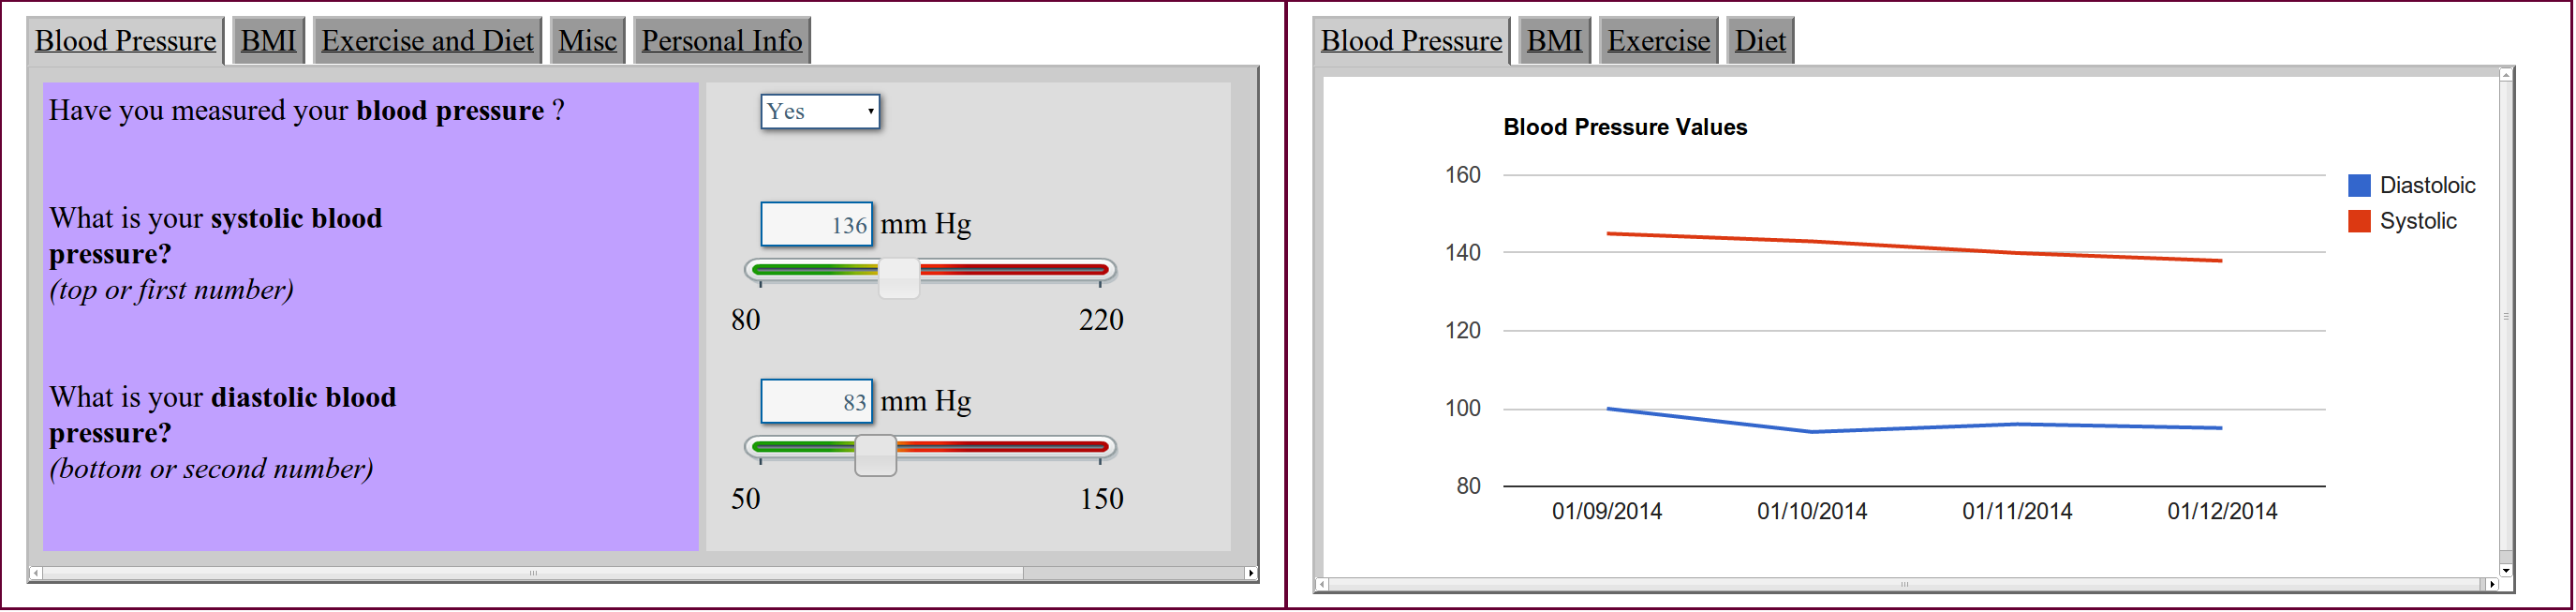 Blood Pressure BMI Exercise and Diet Misc Personal Info
Have you measured your blood pressure ?
Yes
What is your systolic blood
pressure?
(top or first number)
136 mm Hg
80 220
What is your diastolic blood
pressure?
(bottom or second number)
83 mm Hg
50 150
Blood Pressure BMI Exercise Diet
Blood Pressure Values
160
140
120
100
80
01/09/2014 01/10/2014 01/11/2014 01/12/2014
Diastoloic
Systolic